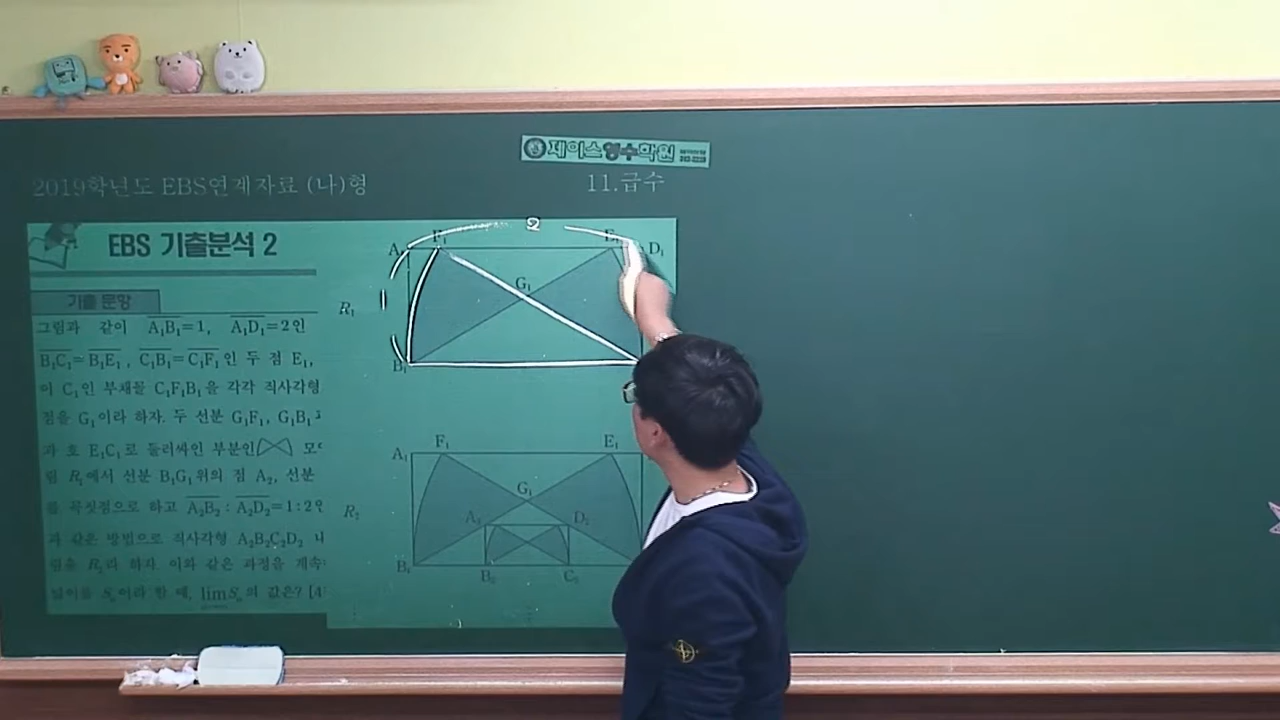 제이스영수학원
2019학년도 EBS연계자료 (나)형
11.급수
EBS 기출분석 2
기출 문항
그림과 같이 A₁B₁=1, A₁D₁=2인
B₁C₁=B₁E₁, C₁B₁=C₁F₁인 두 점 E₁,
이 C₁인 부채꼴 C₁F₁B₁을 각각 직사각형
점을 G₁이라 하자. 두 선분 G₁F₁, G₁B₁
과 호 E₁C₁로 둘러싸인 부분인
림 R₁에서 선분 B₁G₁위의 점 A₂, 선분
를 꼭짓점으로 하고 A₂B₂:A₂D₂=1:2인
과 같은 방법으로 직사각형 A₂B₂C₂D₂ 내
림을 R₂라 하자. 이와 같은 과정을 계속
넓이를 Sₙ이라 할 때, lim Sₙ의 값은? [4
2
A₁ F₁ E₁ D₁
G₁
1
R₁
B₁
F₁ E₁
A₁
G₁
R₂
A₂ D₂
B₁
B₂ C₂